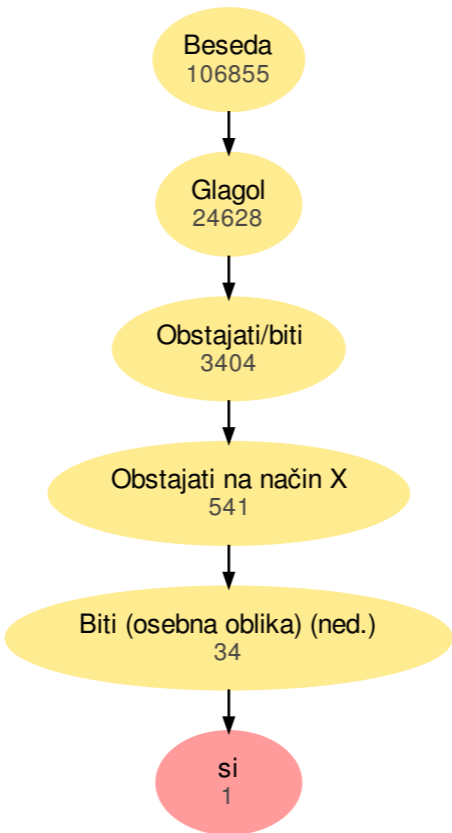 Beseda
106855
Glagol
24628
Obstajati/biti
3404
Obstajati na način X
541
Biti (osebna oblika) (ned.)
34
si
1